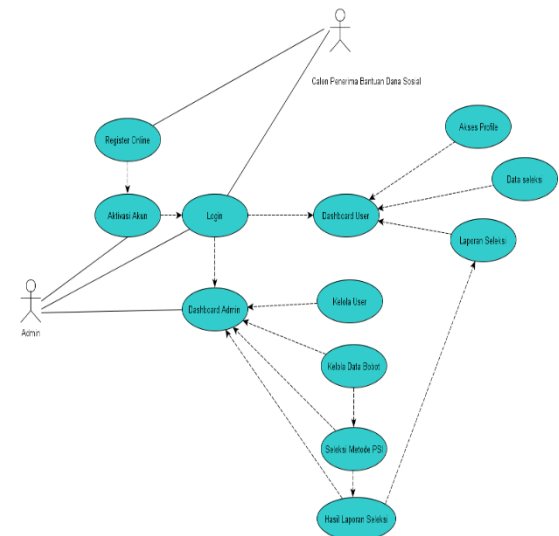 Calon Penerima Bantuan Dana Sosial
Akses Profile
Register Online
Data seleksi
Aktivasi Akun
Login
Dashboard User
Laporan Seleksi
Admin
Dashboard Admin
Kelola User
Kelola Data Bobot
Seleksi Metode PSI
Hasil Laporan Seleksi